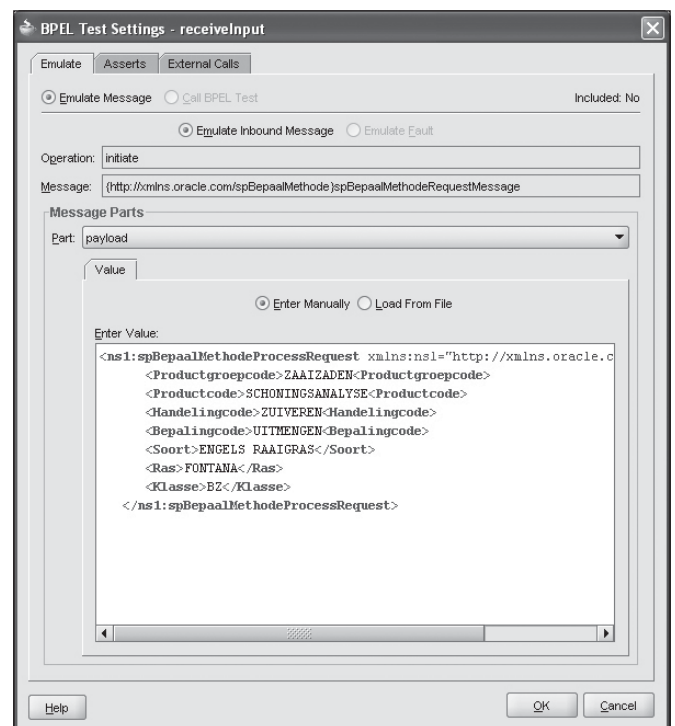 BPEL Test Settings - receiveInput
Emulate Asserts External Calls
Emulate Message Call BPEL Test Included: No
Emulate Inbound Message Emulate Fault
Operation: initiate
Message: {http://xmlns.oracle.com/spBepaalMethode}spBepaalMethodeRequestMessage
Message Parts
Part: payload
Value
Enter Manually Load From File
Enter Value:
<ns1:spBepaalMethodeProcessRequest xmlns:ns1="http://xmlns.oracle.c
<Productgroepcode>ZAAIZADEN<Productgroepcode>
<Productcode>SCHONINGSANALYSE<Productcode>
<Handelingcode>ZUIVEREN<Handelingcode>
<Bepalingcode>UITMENGEN<Bepalingcode>
<Soort>ENGELS RAAIGRAS</Soort>
<Ras>FONTANA</Ras>
<Klasse>BZ</Klasse>
</ns1:spBepaalMethodeProcessRequest>
Help OK Cancel